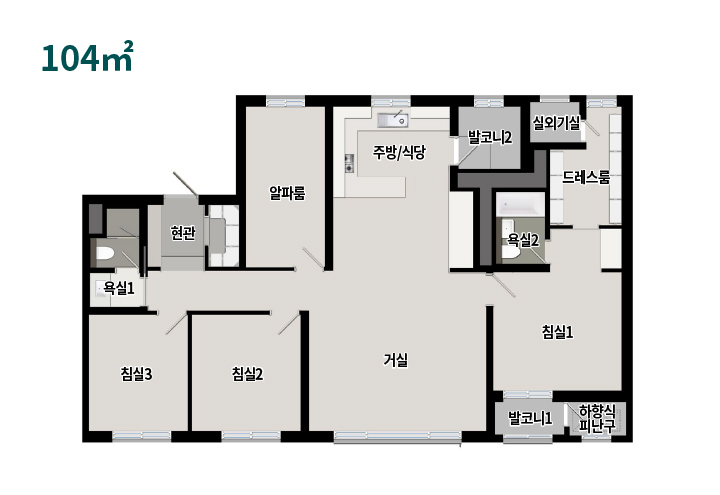 104㎡
실외기실
발코니2
주방/식당
드레스룸
알파룸
현관
욕실2
욕실1
침실1
거실
침실3
침실2
발코니1
하향식
피난구